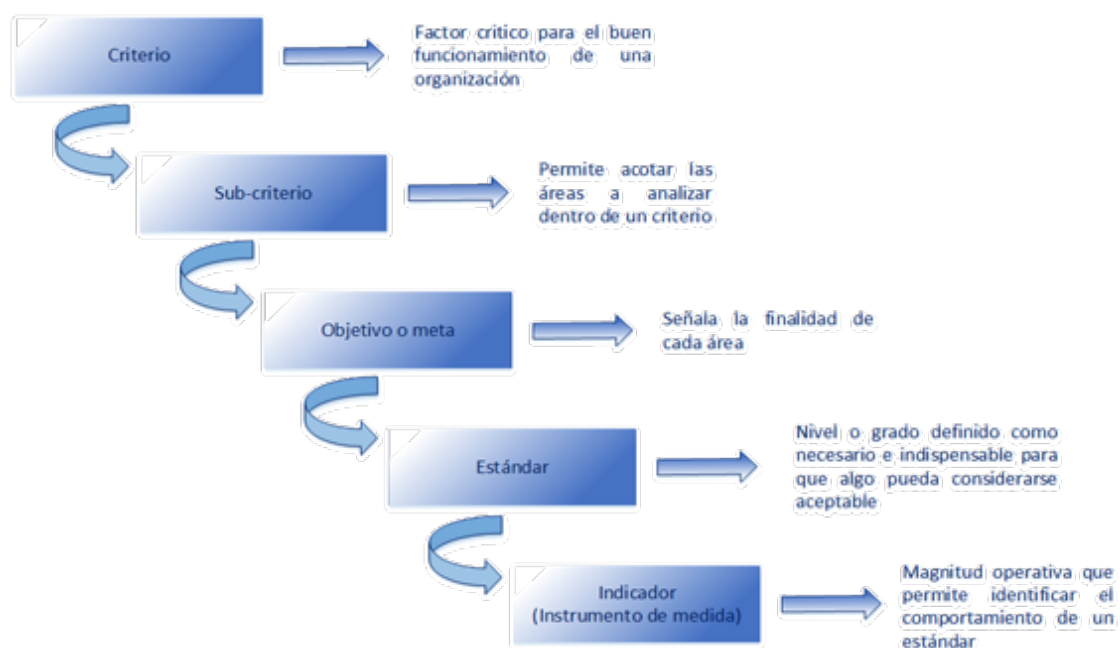 Criterio
Factor critico para el buen
funcionamiento de una
organización
Sub-criterio
Permite acotar las
áreas a analizar
dentro de un criterio
Objetivo o meta
Señala la finalidad de
cada área
Estándar
Nivel o grado definido como
necesario e indispensable para
que algo pueda considerarse
aceptable
Indicador
(Instrumento de medida)
Magnitud operativa que
permite identificar el
comportamiento de un
estándar